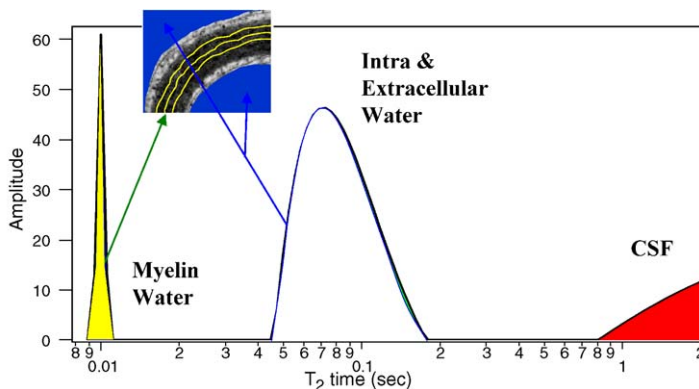 60
50
40
30
20
10
0
Amplitude
Intra &
Extracellular
Water
Myelin
Water
CSF
8 9 2 3 4 5 6 7 8 9 2 3 4 5 6 7 8 9 2
0.01 0.1 1
T2 time (sec)